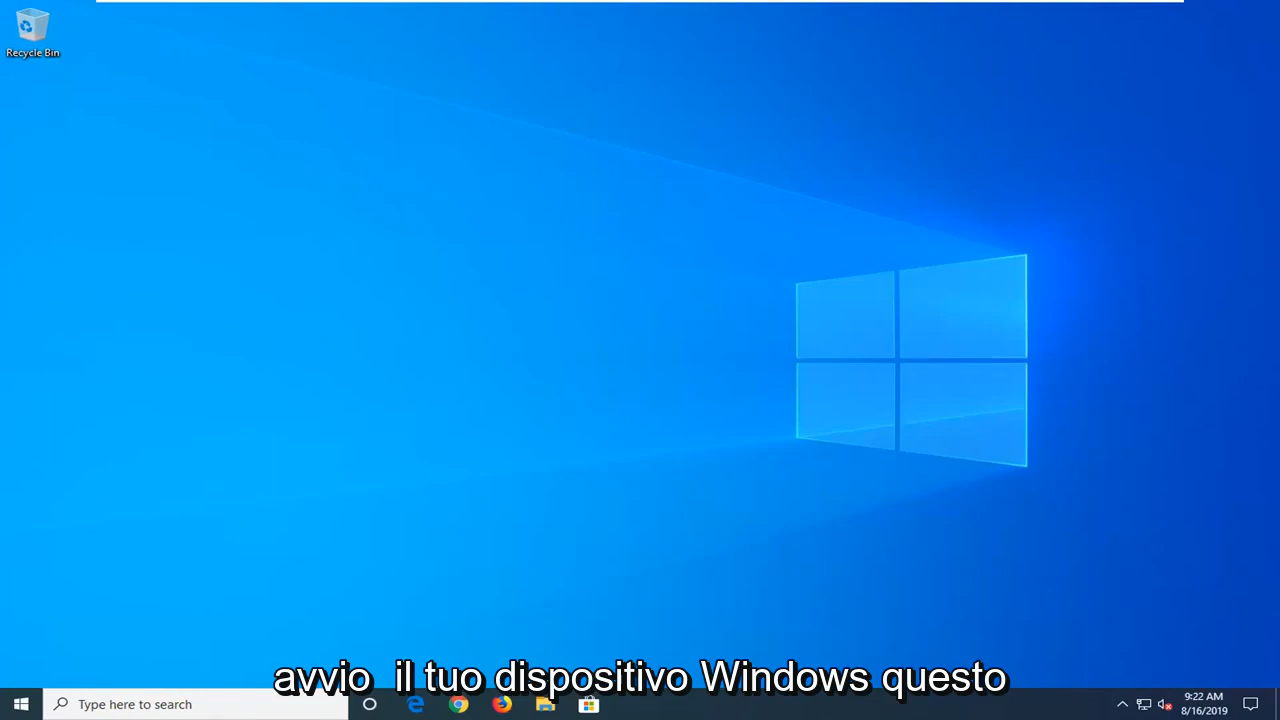 Recycle Bin
avvio il tuo dispositivo Windows questo
Type here to search
9:22 AM
8/16/2019